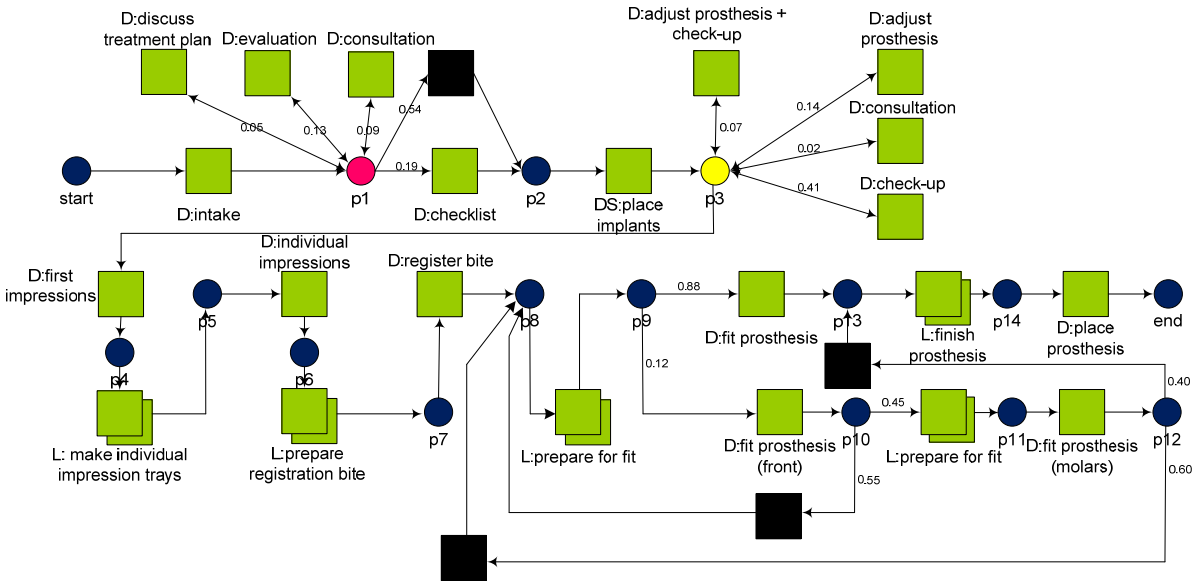 D:discuss
treatment plan
D:evaluation
D:consultation
D:adjust prosthesis +
check-up
D:adjust
prosthesis
0.05
0.13
0.09
0.54
0.07
0.14
D:consultation
0.02
0.19
0.41
D:check-up
start
D:intake
p1
D:checklist
p2
DS:place
implants
p3
D:first
impressions
p5
D:individual
impressions
D:register bite
p8
p9
0.88
D:fit prosthesis
p13
L:finish
prosthesis
p14
D:place
prosthesis
end
p4
p6
0.12
0.40
L: make individual
impression trays
L:prepare
registration bite
p7
L:prepare for fit
D:fit prosthesis
(front)
p10
0.45
L:prepare for fit
p11
D:fit prosthesis
(molars)
p12
0.55
0.60